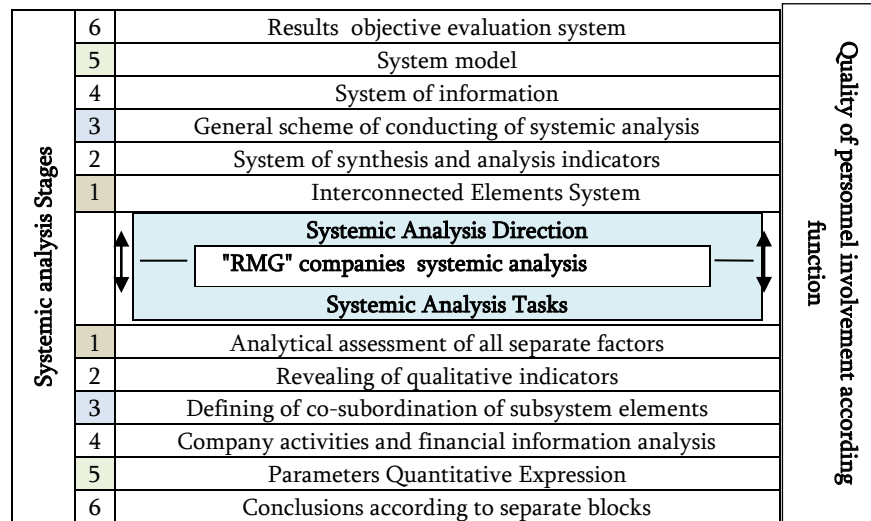 Systemic analysis Stages
6 Results objective evaluation system
5 System model
4 System of information
3 General scheme of conducting of systemic analysis
2 System of synthesis and analysis indicators
1 Interconnected Elements System
Systemic Analysis Direction
"RMG" companies systemic analysis
Systemic Analysis Tasks
1 Analytical assessment of all separate factors
2 Revealing of qualitative indicators
3 Defining of co-subordination of subsystem elements
4 Company activities and financial information analysis
5 Parameters Quantitative Expression
6 Conclusions according to separate blocks
Quality of personnel involvement according
function